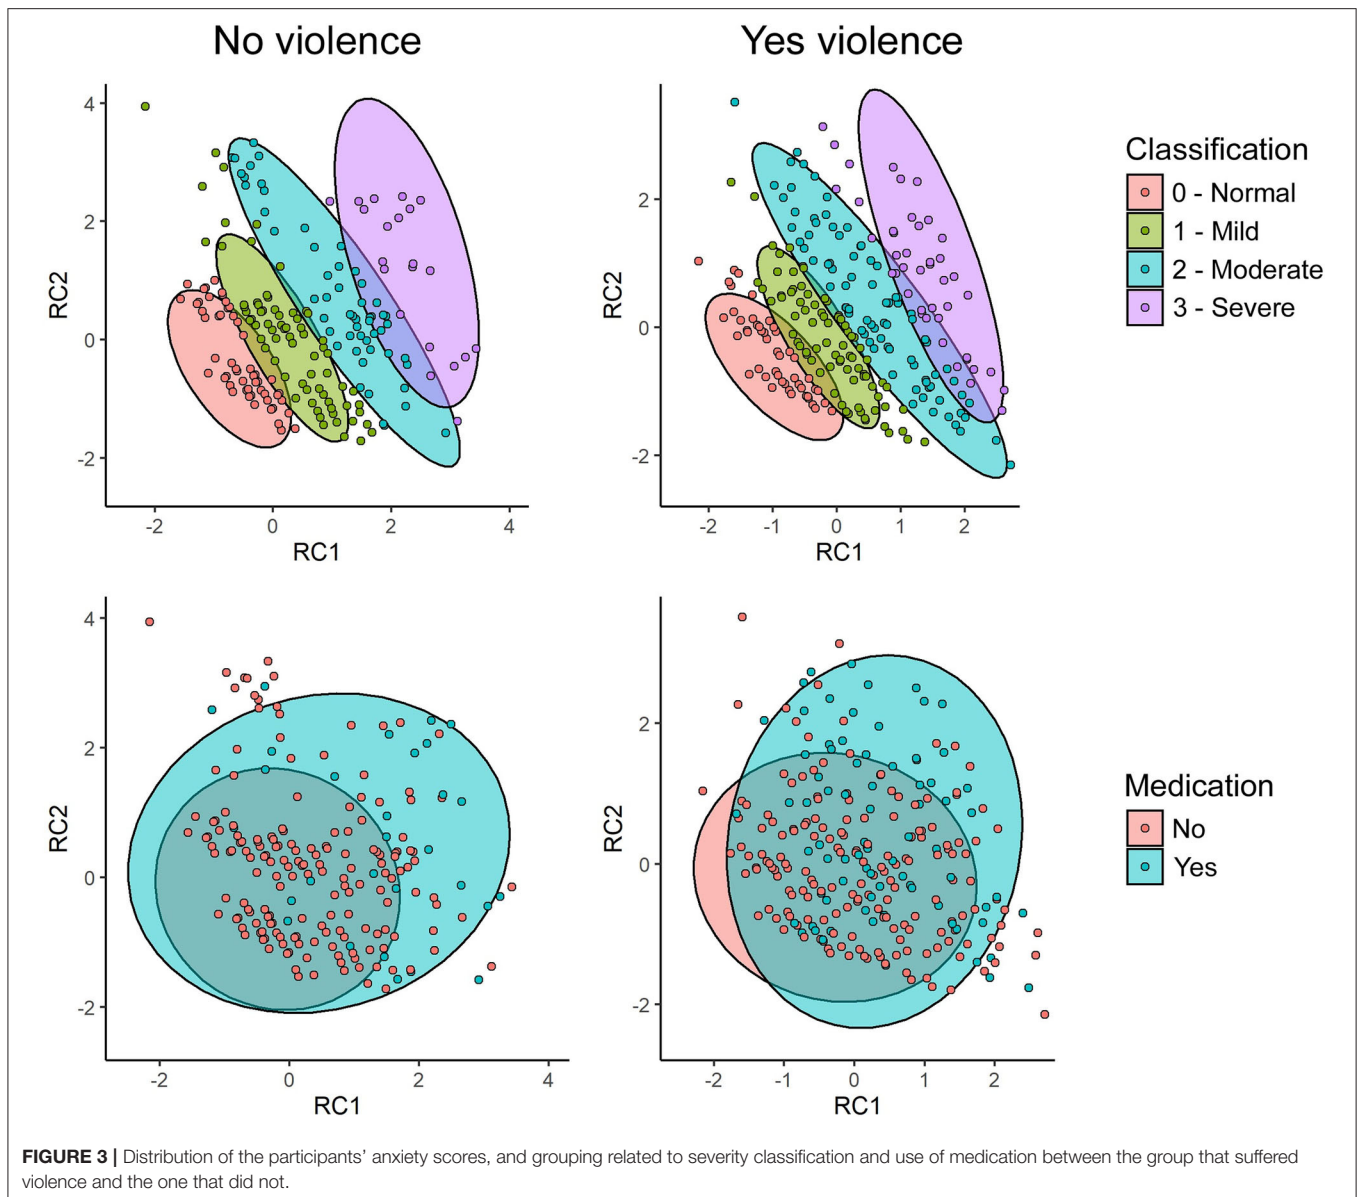 No violence
Yes violence
4
2
0
-2
RC2
-2
0
2
4
RC1
2
0
-2
RC2
-2
-1
0
1
2
RC1
Classification
0 - Normal
1 - Mild
2 - Moderate
3 - Severe
4
2
0
-2
RC2
-2
0
2
4
RC1
2
0
-2
RC2
-2
-1
0
1
2
RC1
Medication
No
Yes
FIGURE 3 | Distribution of the participants' anxiety scores, and grouping related to severity classification and use of medication between the group that suffered
violence and the one that did not.